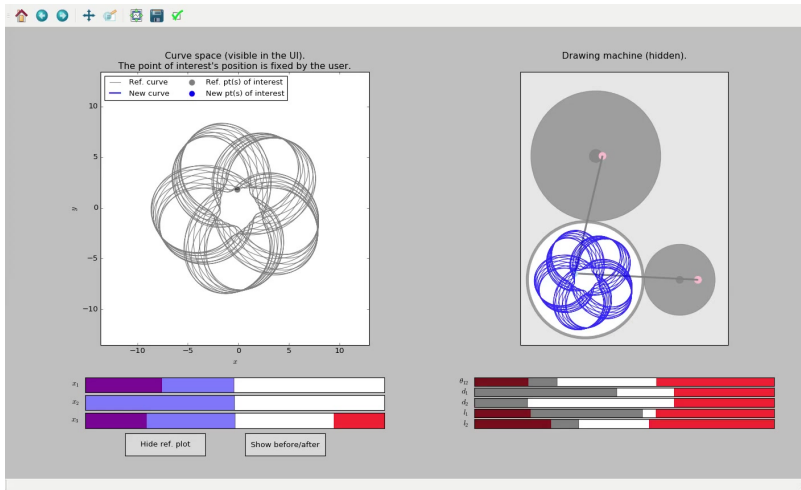 Curve space (visible in the UI).
The point of interest's position is fixed by the user.
Drawing machine (hidden).
Ref. curve
Ref. pt(s) of interest
New curve
New pt(s) of interest
10
5
0
−5
−10
y
−10
−5
0
5
10
x
x₁
x₂
x₃
θ₁₂
d₁
d₂
l₁
l₂
Hide ref. plot
Show before/after